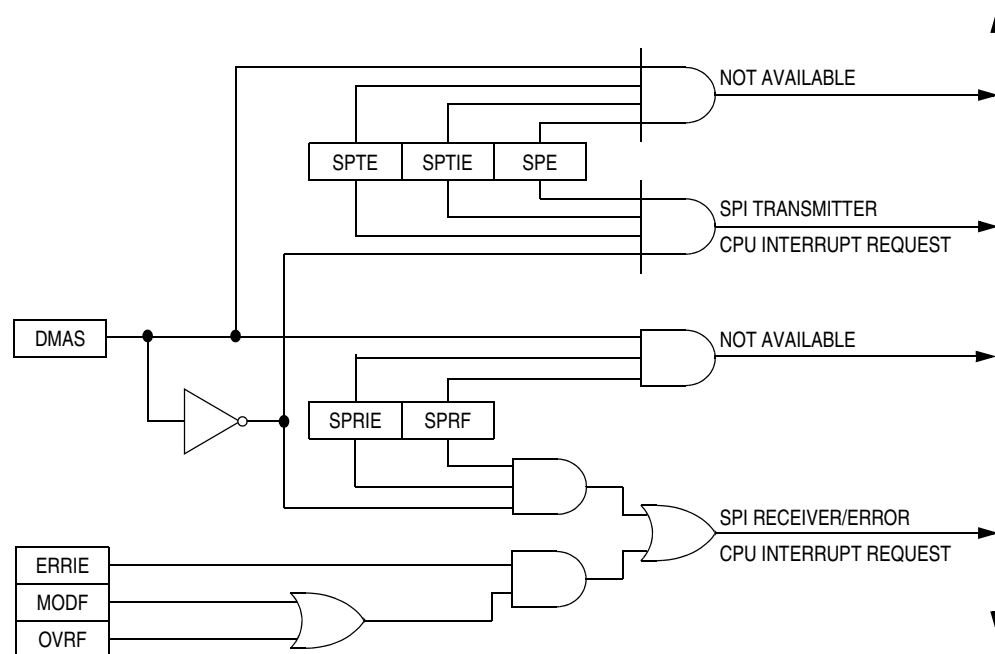 NOT AVAILABLE
SPTE SPTIE SPE
SPI TRANSMITTER
CPU INTERRUPT REQUEST
DMAS
NOT AVAILABLE
SPRIE SPRF
SPI RECEIVER/ERROR
CPU INTERRUPT REQUEST
ERRIE
MODF
OVRF